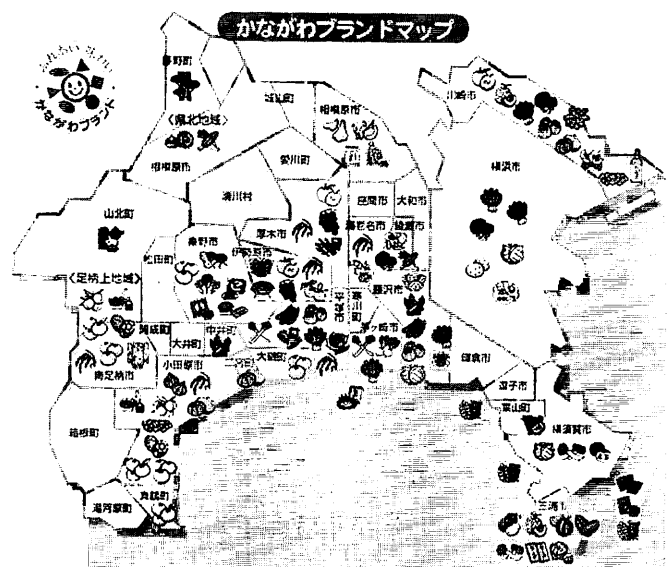 かながわブランドマップ
かながわブランド
川崎市
城山町
相模原市
〈県北地域〉
横浜市
相模原市
愛川町
清川村
座間市
大和市
山北町
厚木市
海老名市
綾瀬市
秦野市
伊勢原市
松田町
〈足柄上地域〉
藤沢市
平塚市
寒川町
開成町
中井町
茅ヶ崎市
大井町
大磯町
鎌倉市
小田原市
二宮町
南足柄市
逗子市
葉山町
箱根町
横須賀市
真鶴町
湯河原町